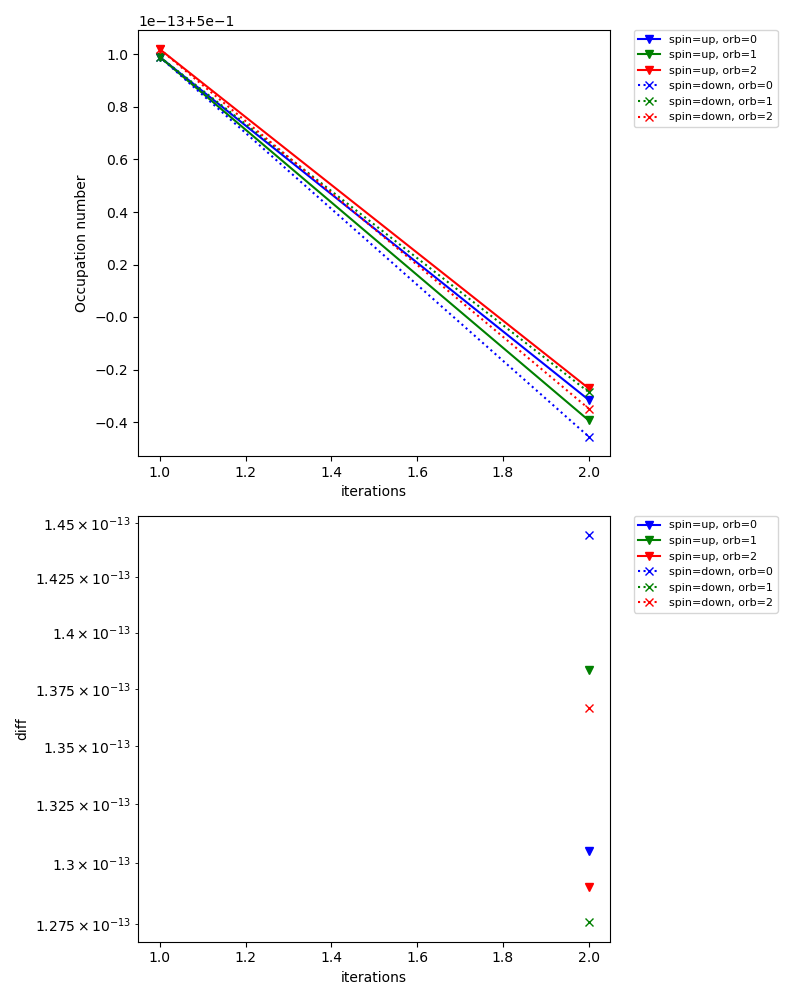 1e−13+5e−1
1.0
0.8
0.6
0.4
0.2
−0.0
−0.2
−0.4
Occupation number
1.0 1.2 1.4 1.6 1.8 2.0
iterations
spin=up, orb=0
spin=up, orb=1
spin=up, orb=2
spin=down, orb=0
spin=down, orb=1
spin=down, orb=2
1.45 × 10⁻¹³
1.425 × 10⁻¹³
1.4 × 10⁻¹³
1.375 × 10⁻¹³
1.35 × 10⁻¹³
1.325 × 10⁻¹³
1.3 × 10⁻¹³
1.275 × 10⁻¹³
diff
1.0 1.2 1.4 1.6 1.8 2.0
iterations
spin=up, orb=0
spin=up, orb=1
spin=up, orb=2
spin=down, orb=0
spin=down, orb=1
spin=down, orb=2